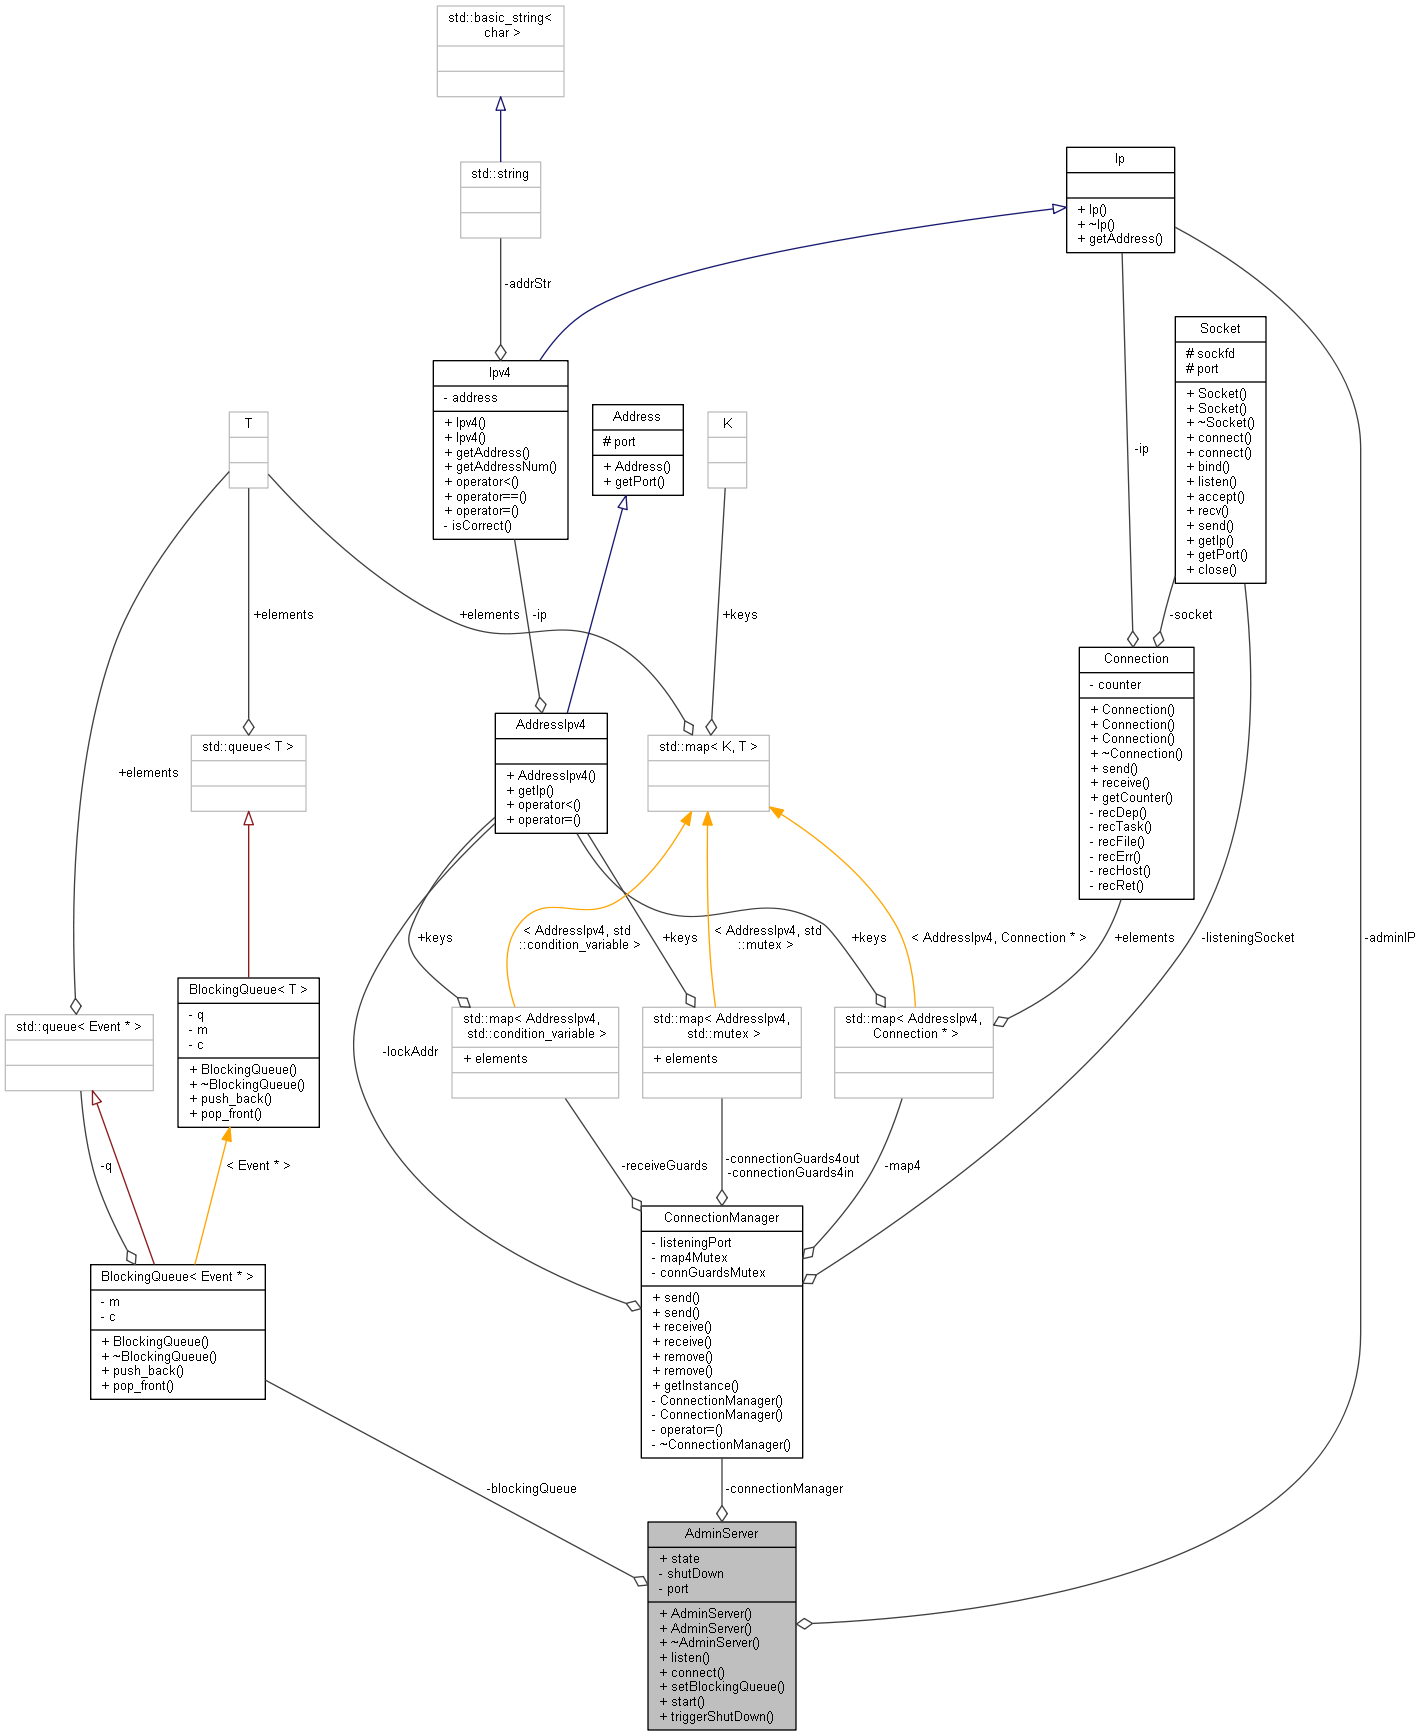 std::basic_string<
char >
std::string
Ip
+ Ip()
+ ~Ip()
+ getAddress()
-addrStr
Socket
# sockfd
# port
+ Socket()
+ Socket()
+ ~Socket()
+ connect()
+ connect()
+ bind()
+ listen()
+ accept()
+ recv()
+ send()
+ getIp()
+ getPort()
+ close()
Ipv4
- address
+ Ipv4()
+ Ipv4()
+ getAddress()
+ getAddressNum()
+ operator<()
+ operator==()
+ operator=()
- isCorrect()
Address
# port
+ Address()
+ getPort()
T
K
-ip
+elements
+elements
-ip
+keys
-socket
Connection
- counter
+ Connection()
+ Connection()
+ Connection()
+ ~Connection()
+ send()
+ receive()
+ getCounter()
- recDep()
- recTask()
- recFile()
- recErr()
- recHost()
- recRet()
AddressIpv4
+ AddressIpv4()
+ getIp()
+ operator<()
+ operator=()
std::queue< T >
std::map< K, T >
+elements
+keys
< AddressIpv4, std
::condition_variable >
+keys
< AddressIpv4, std
::mutex >
+keys
< AddressIpv4, Connection * >
+elements
-listeningSocket
-adminIP
BlockingQueue< T >
- q
- m
- c
+ BlockingQueue()
+ ~BlockingQueue()
+ push_back()
+ pop_front()
std::queue< Event * >
-lockAddr
std::map< AddressIpv4,
std::condition_variable >
+ elements
std::map< AddressIpv4,
std::mutex >
+ elements
std::map< AddressIpv4,
Connection * >
-q
< Event * >
-receiveGuards
-connectionGuards4out
-connectionGuards4in
-map4
ConnectionManager
- listeningPort
- map4Mutex
- connGuardsMutex
+ send()
+ send()
+ receive()
+ receive()
+ remove()
+ remove()
+ getInstance()
- ConnectionManager()
- ConnectionManager()
- operator=()
- ~ConnectionManager()
BlockingQueue< Event * >
- m
- c
+ BlockingQueue()
+ ~BlockingQueue()
+ push_back()
+ pop_front()
-blockingQueue
-connectionManager
AdminServer
+ state
- shutDown
- port
+ AdminServer()
+ AdminServer()
+ ~AdminServer()
+ listen()
+ connect()
+ setBlockingQueue()
+ start()
+ triggerShutDown()